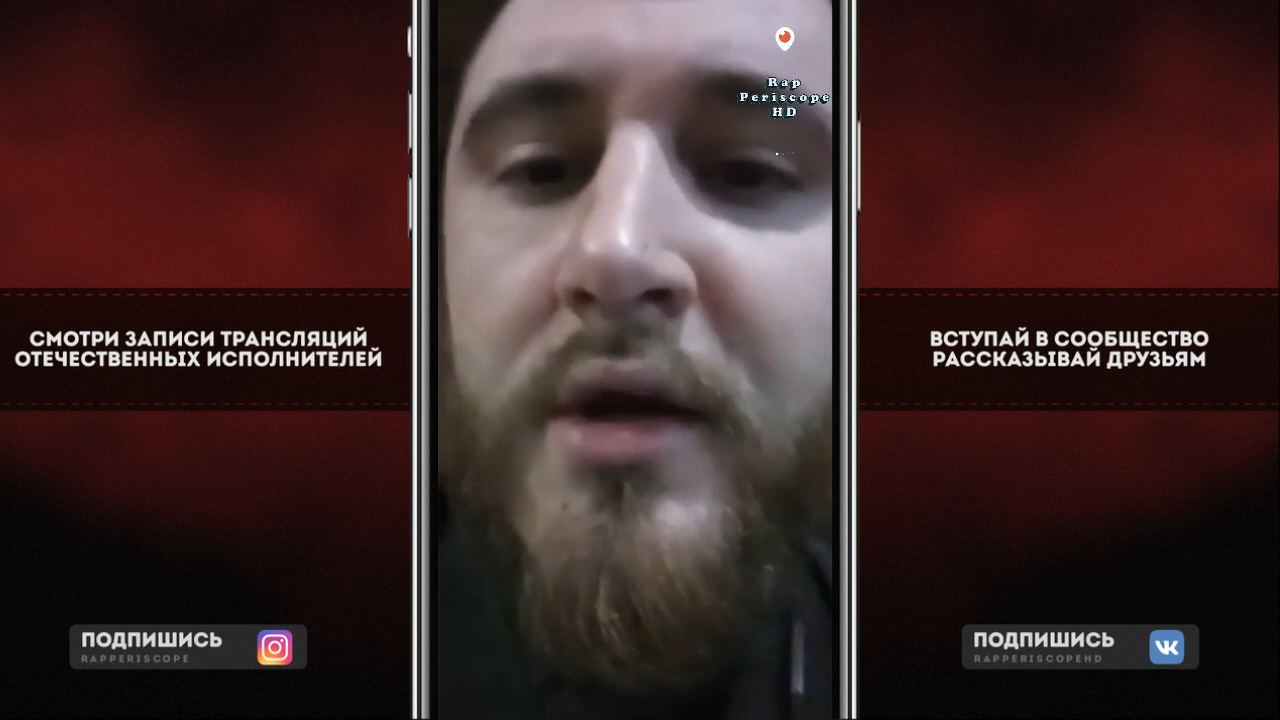 Rap
Periscope
HD
СМОТРИ ЗАПИСИ ТРАНСЛЯЦИЙ
ОТЕЧЕСТВЕННЫХ ИСПОЛНИТЕЛЕЙ
ВСТУПАЙ В СООБЩЕСТВО
РАССКАЗЫВАЙ ДРУЗЬЯМ
ПОДПИШИСЬ
RAPPERISCOPE
ПОДПИШИСЬ
RAPPERISCOPEHD